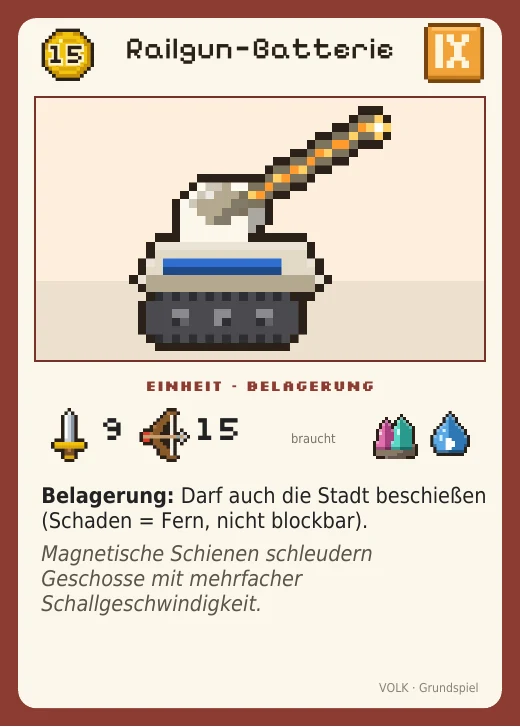 15 Railgun-Batterie IX
EINHEIT - BELAGERUNG
9 15 braucht
Belagerung: Darf auch die Stadt beschießen
(Schaden = Fern, nicht blockbar).
Magnetische Schienen schleudern
Geschosse mit mehrfacher
Schallgeschwindigkeit.
VOLK · Grundspiel